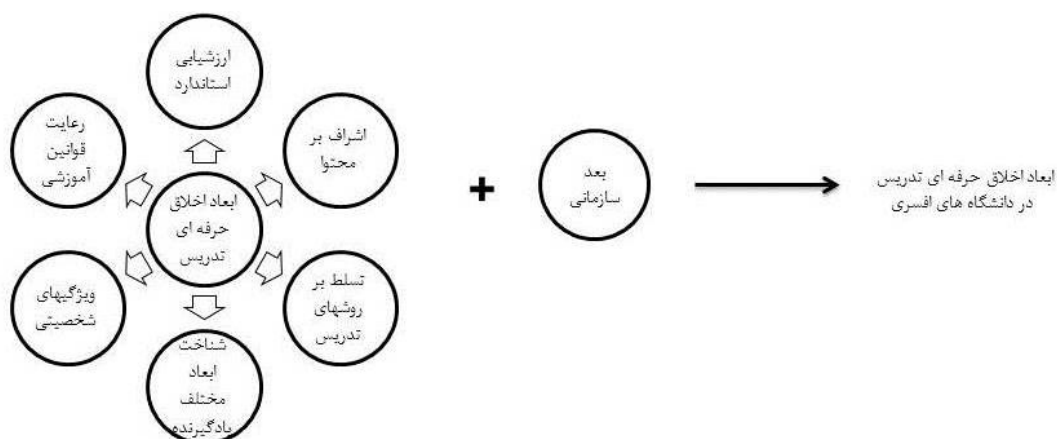 ارزشیابی
استاندارد
اشراف بر
محتوا
تسلط بر
روشهای
تدریس
شناخت
ابعاد
مختلف
یادگیرنده
ویژگیهای
شخصیتی
رعایت
قوانین
آموزشی
ابعاد اخلاق
حرفه ای
تدریس
+
بعد
سازمانی
ابعاد اخلاق حرفه ای تدریس
در دانشگاه های افسری